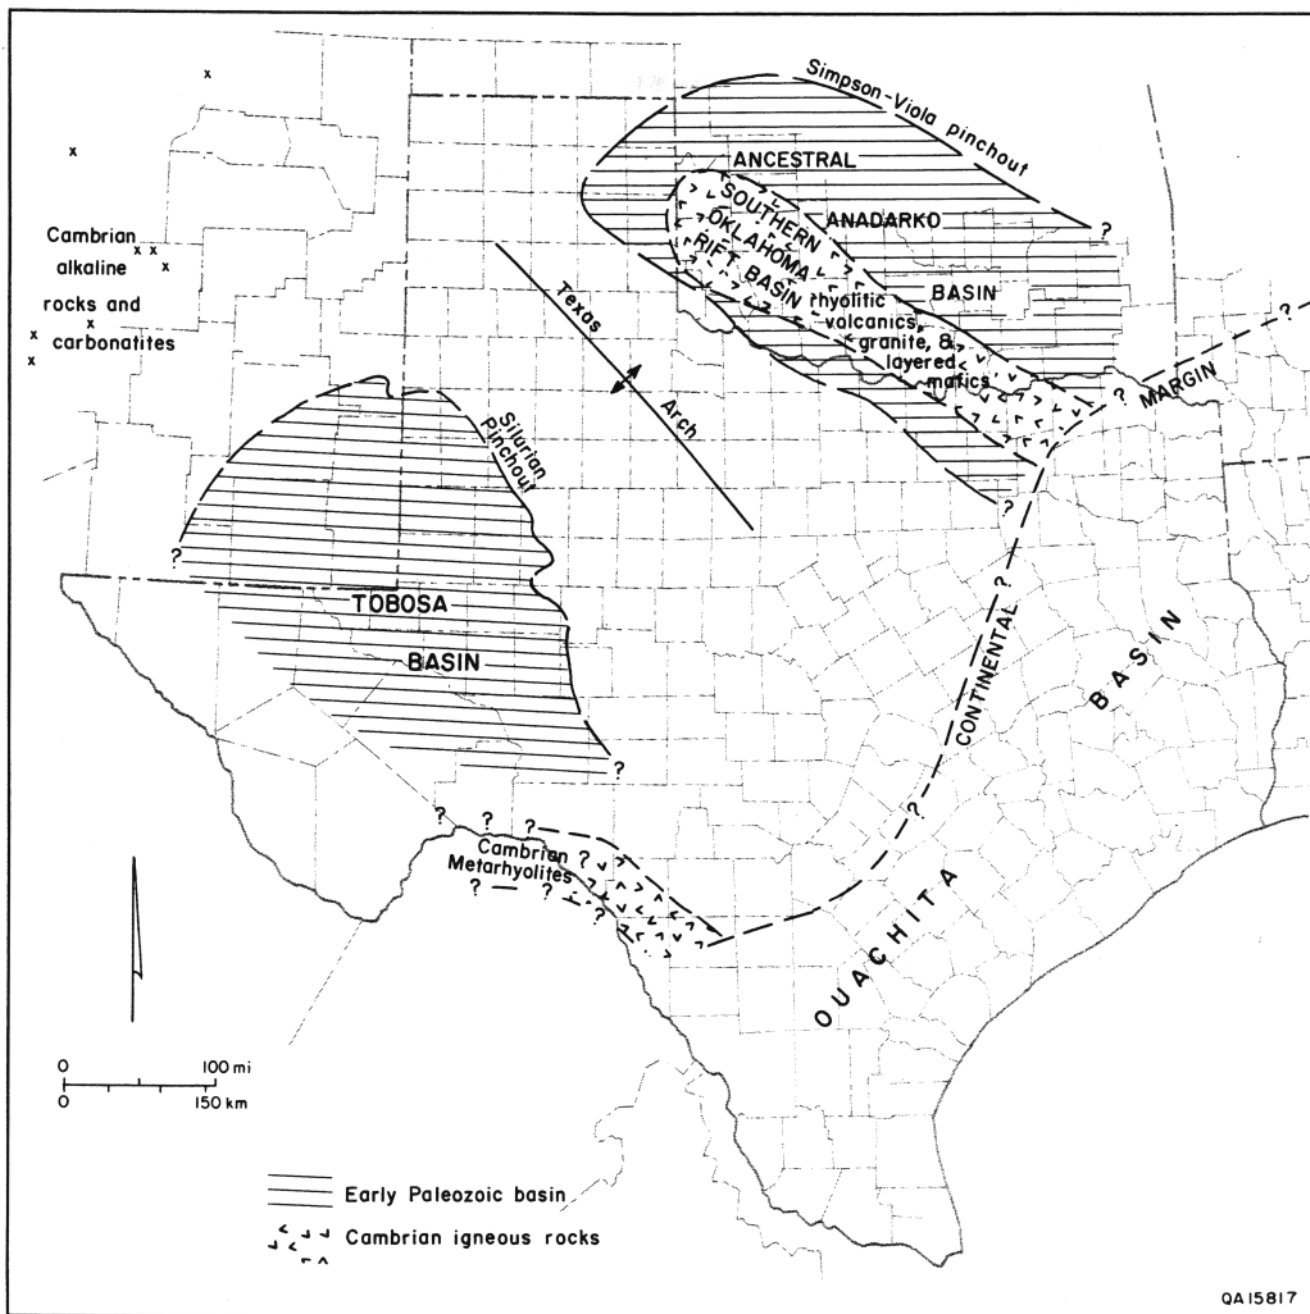 Simpson-Viola pinchout
ANCESTRAL
SOUTHERN
OKLAHOMA
RIFT BASIN
ANADARKO
BASIN
?
rhyolitic
volcanics,
granite, &
layered
mafics
?
MARGIN
?
?
Cambrian
alkaline
rocks and
carbonatites
x
x
x x
x
x
x
x
Texas
Arch
Silurian
Pinchout
?
TOBOSA
BASIN
?
CONTINENTAL
?
?
BASIN
OUACHITA
? ? ?
Cambrian ?
Metarhyolites
? ? ?
0 100 mi
0 150 km
Early Paleozoic basin
Cambrian igneous rocks
QA15817